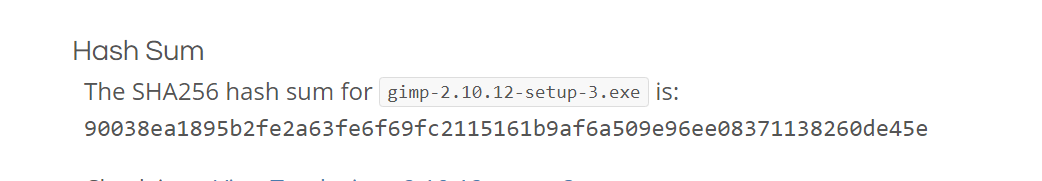 Hash Sum
The SHA256 hash sum for gimp-2.10.12-setup-3.exe is:
90038ea1895b2fe2a63fe6f69fc2115161b9af6a509e96ee08371138260de45e